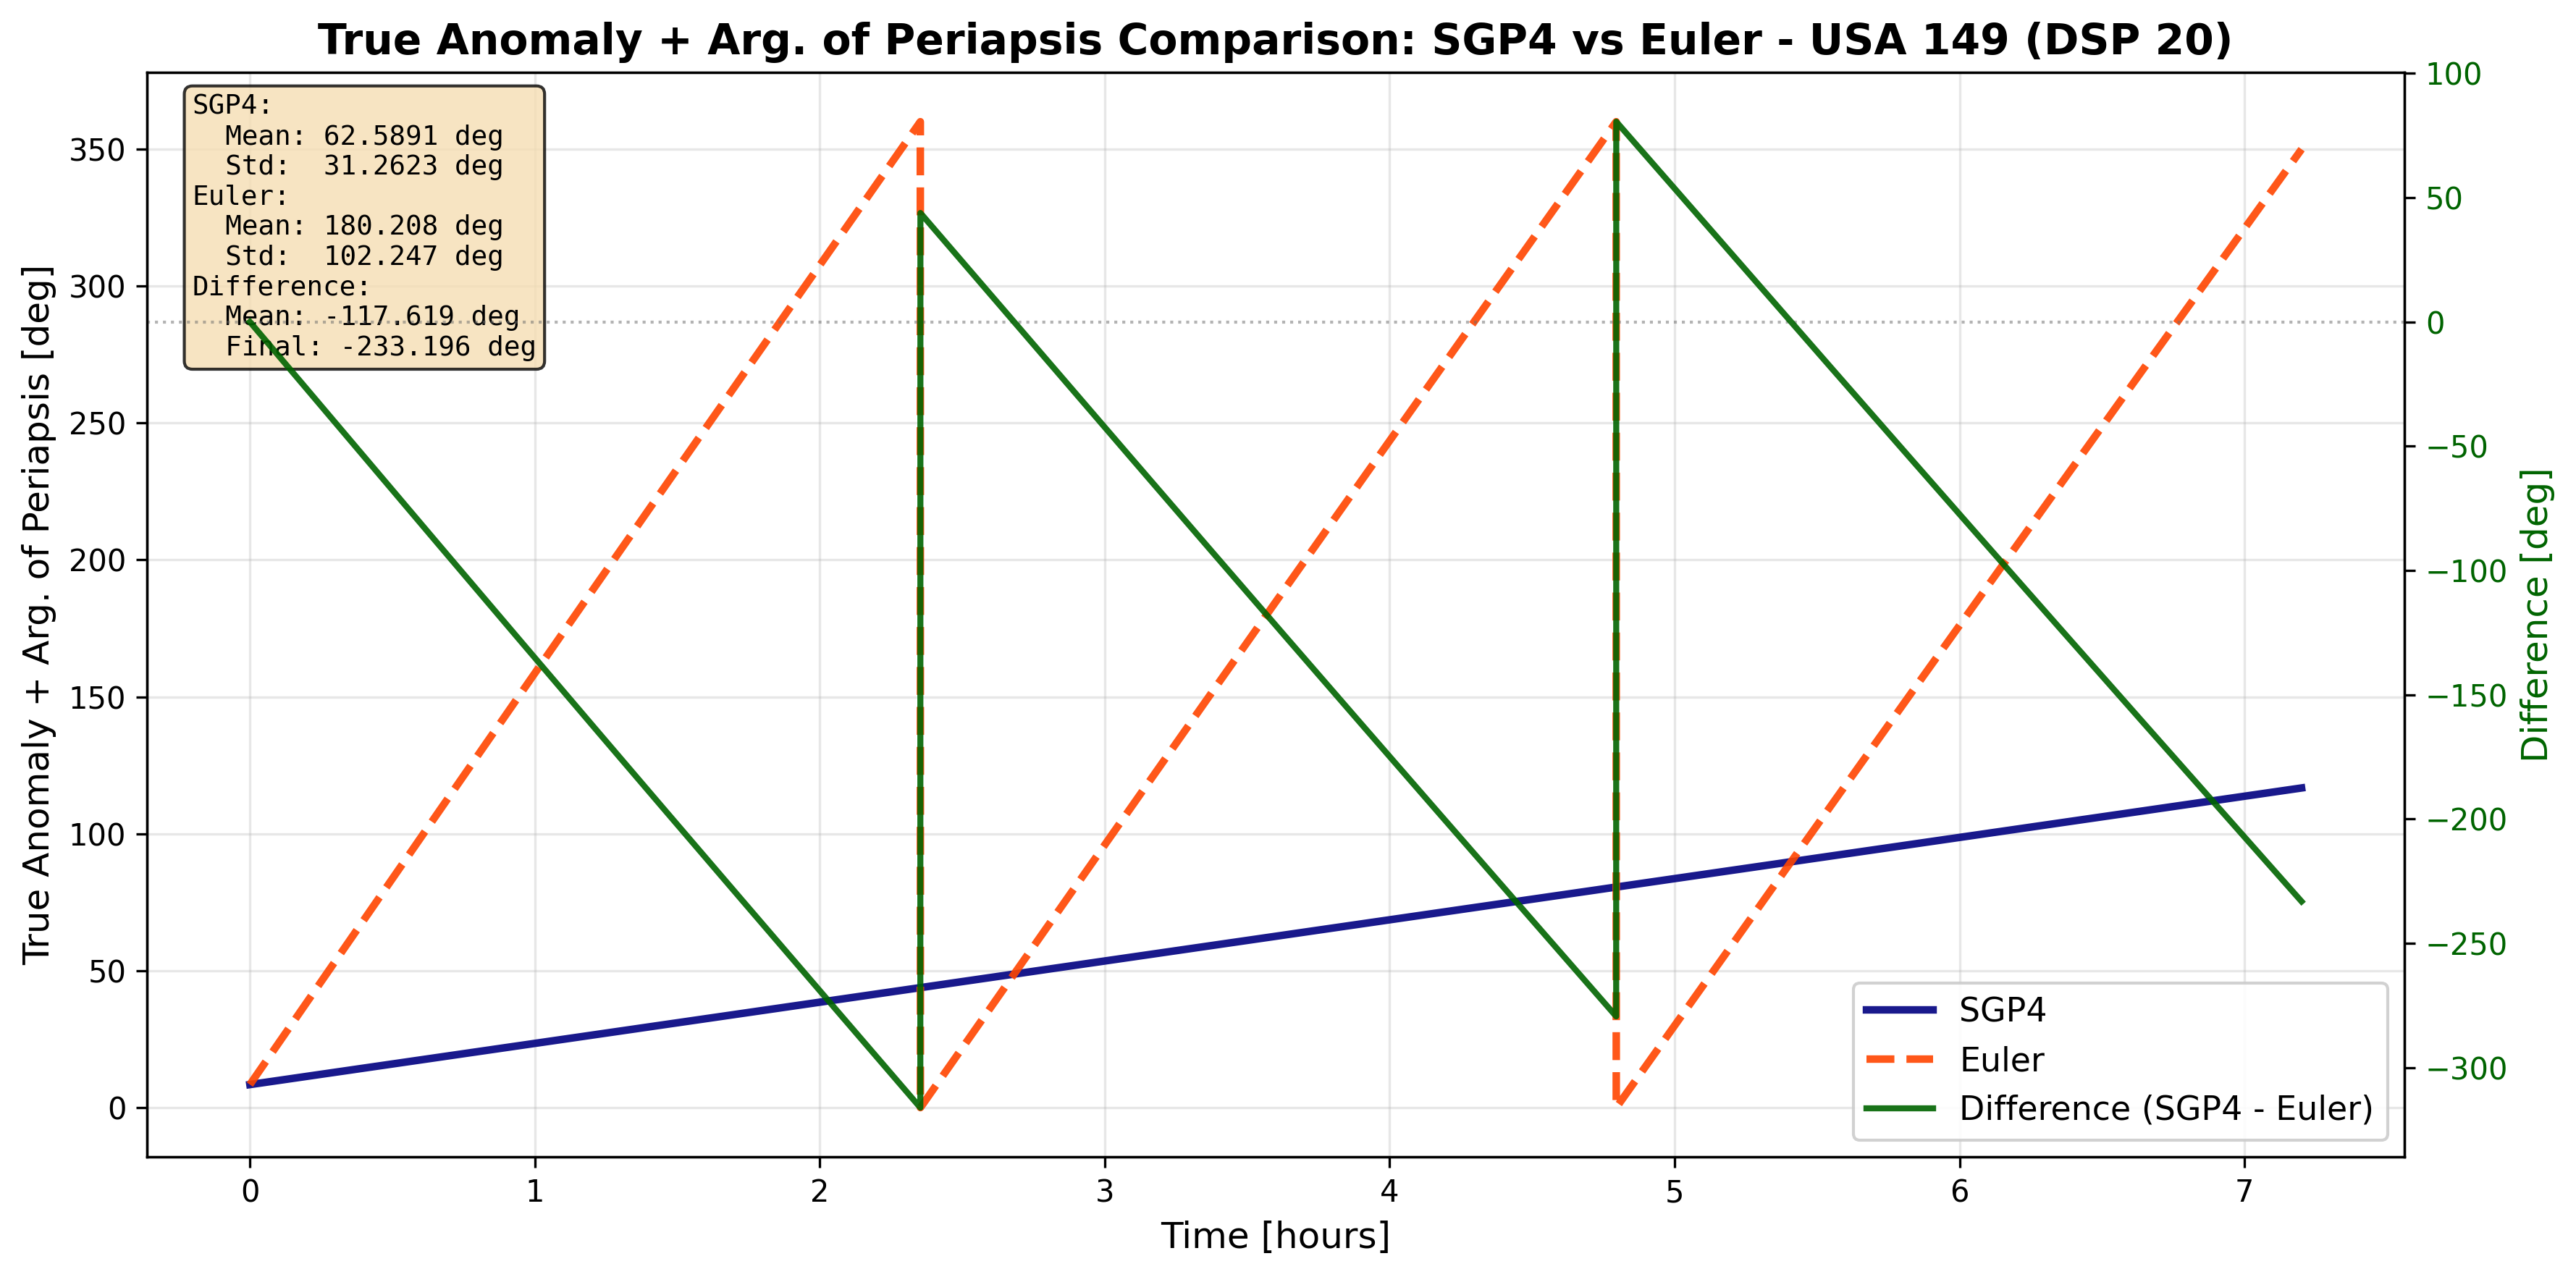 True Anomaly + Arg. of Periapsis Comparison: SGP4 vs Euler - USA 149 (DSP 20)
SGP4:
Mean: 62.5891 deg
Std: 31.2623 deg
Euler:
Mean: 180.208 deg
Std: 102.247 deg
Difference:
Mean: -117.619 deg
Final: -233.196 deg
True Anomaly + Arg. of Periapsis [deg]
350
300
250
200
150
100
50
0
100
50
0
−50
−100
−150
−200
−250
−300
Difference [deg]
SGP4
Euler
Difference (SGP4 - Euler)
0 1 2 3 4 5 6 7
Time [hours]